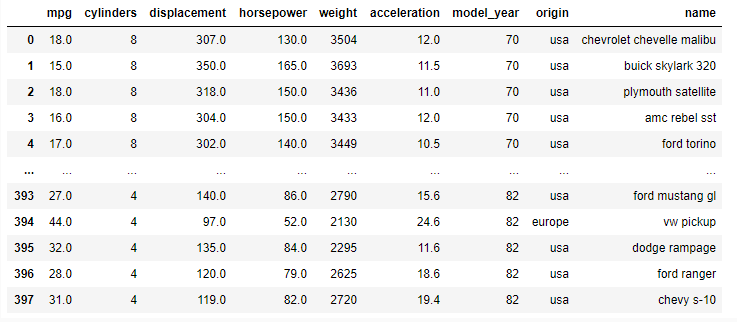 mpg cylinders displacement horsepower weight acceleration model_year origin name
0 18.0 8 307.0 130.0 3504 12.0 70 usa chevrolet chevelle malibu
1 15.0 8 350.0 165.0 3693 11.5 70 usa buick skylark 320
2 18.0 8 318.0 150.0 3436 11.0 70 usa plymouth satellite
3 16.0 8 304.0 150.0 3433 12.0 70 usa amc rebel sst
4 17.0 8 302.0 140.0 3449 10.5 70 usa ford torino
... ... ... ... ... ... ... ... ... ...
393 27.0 4 140.0 86.0 2790 15.6 82 usa ford mustang gl
394 44.0 4 97.0 52.0 2130 24.6 82 europe vw pickup
395 32.0 4 135.0 84.0 2295 11.6 82 usa dodge rampage
396 28.0 4 120.0 79.0 2625 18.6 82 usa ford ranger
397 31.0 4 119.0 82.0 2720 19.4 82 usa chevy s-10